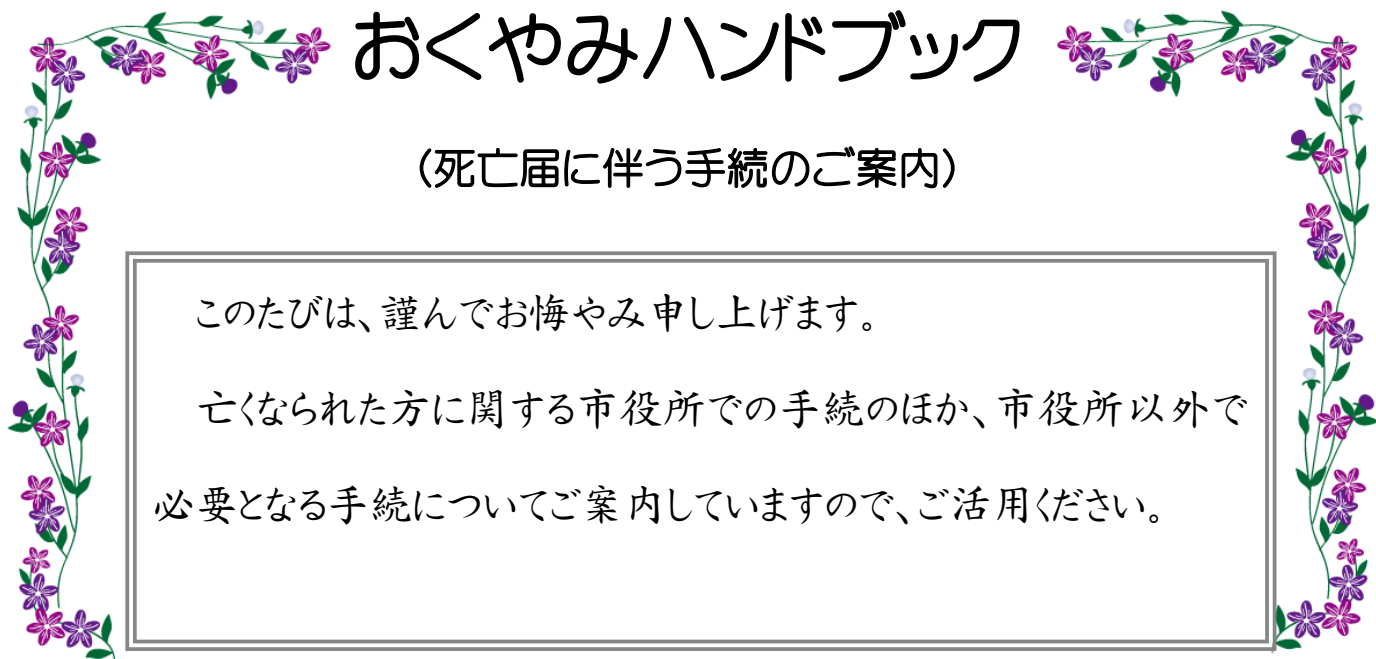 おくやみハンドブック
（死亡届に伴う手続のご案内）
このたびは、謹んでお悔やみ申し上げます。
亡くなられた方に関する市役所での手続のほか、市役所以外で
必要となる手続についてご案内していますので、ご活用ください。